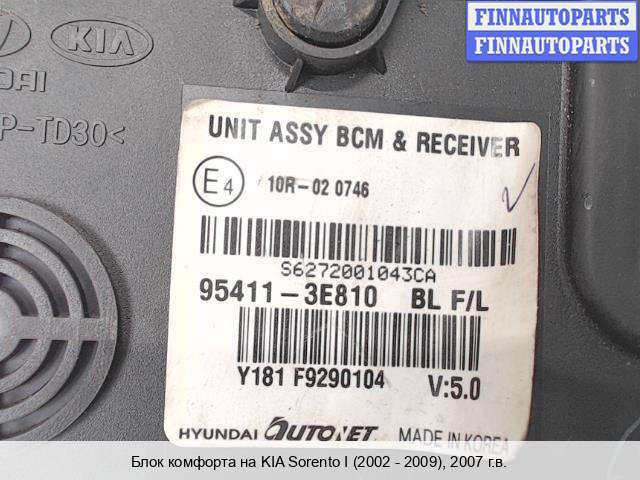 FINNAUTOPARTS
FINNAUTOPARTS
KIA
DAI
P-TD30<
UNIT ASSY BCM & RECEIVER
E4
10R-02 0746
S6272001043CA
95411-3E810 BL F/L
Y181 F9290104 V:5.0
HYUNDAI AUTONET MADE IN KOREA
Блок комфорта на KIA Sorento I (2002 - 2009), 2007 г.в.